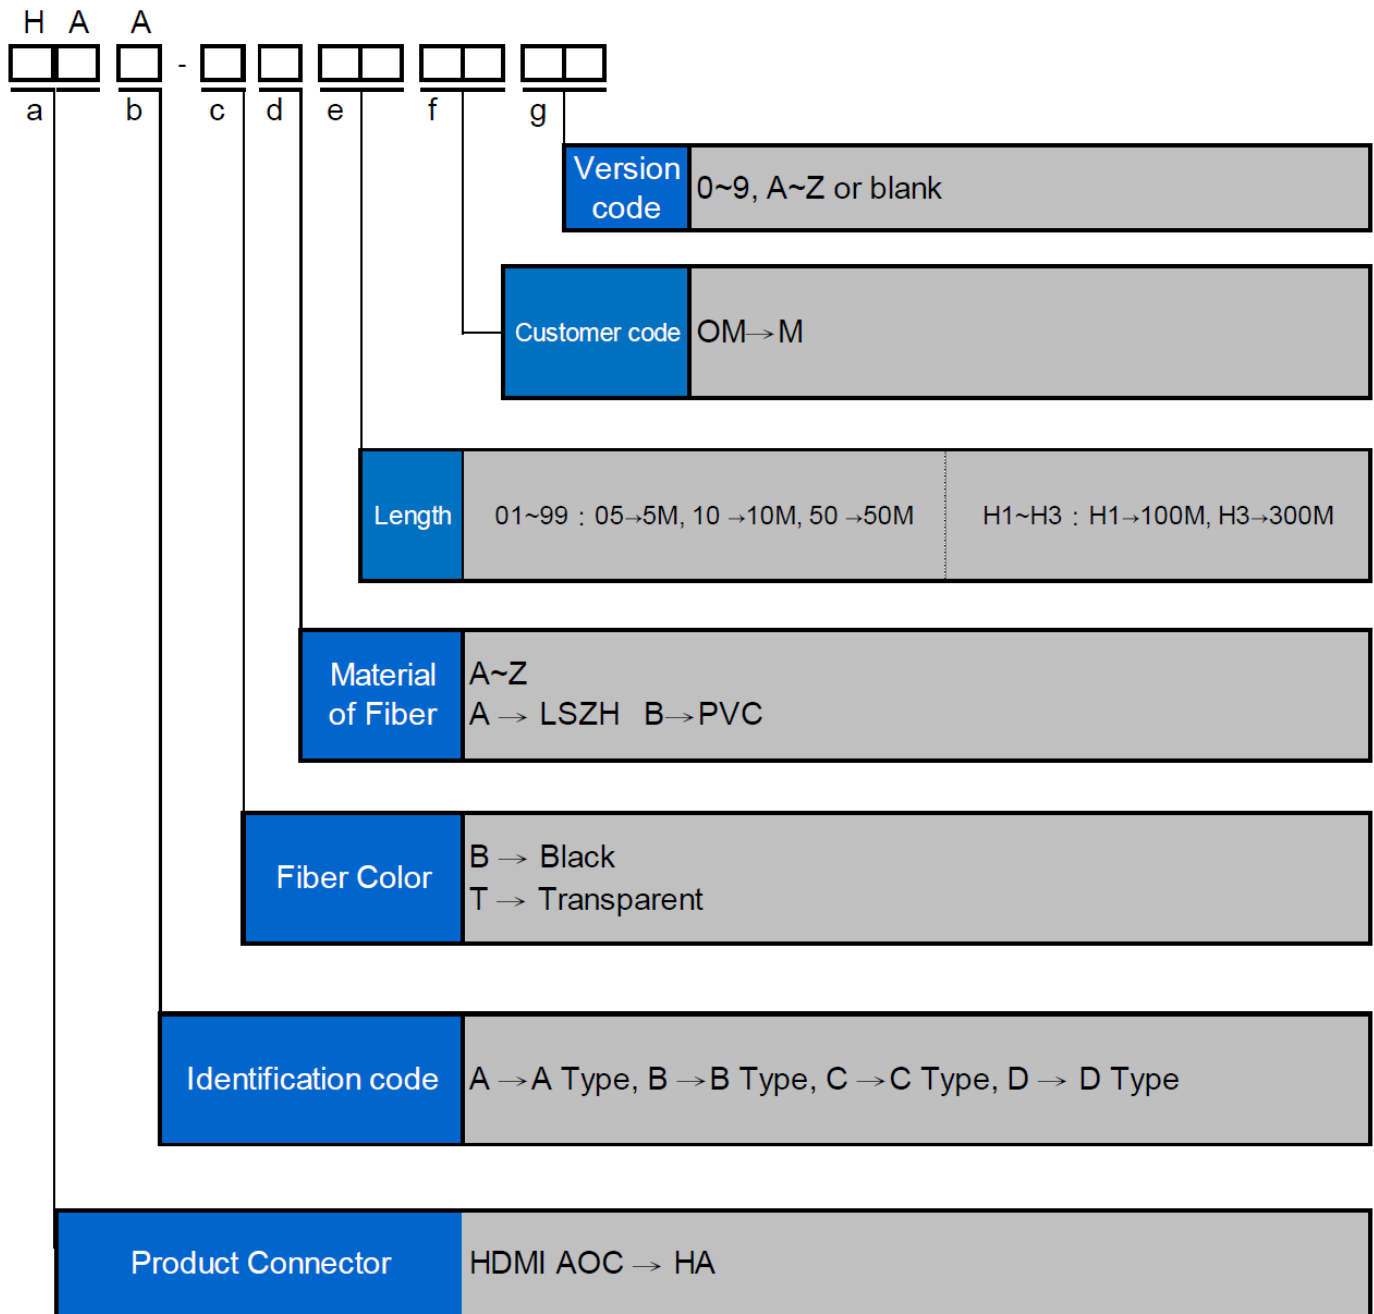 H A A
-
a b c d e f g
Version
code
0~9, A~Z or blank
Customer code
OM→M
Length
01~99 : 05→5M, 10 →10M, 50 →50M
H1~H3 : H1→100M, H3→300M
Material
of Fiber
A~Z
A → LSZH B→PVC
Fiber Color
B → Black
T → Transparent
Identification code
A →A Type, B →B Type, C →C Type, D → D Type
Product Connector
HDMI AOC → HA